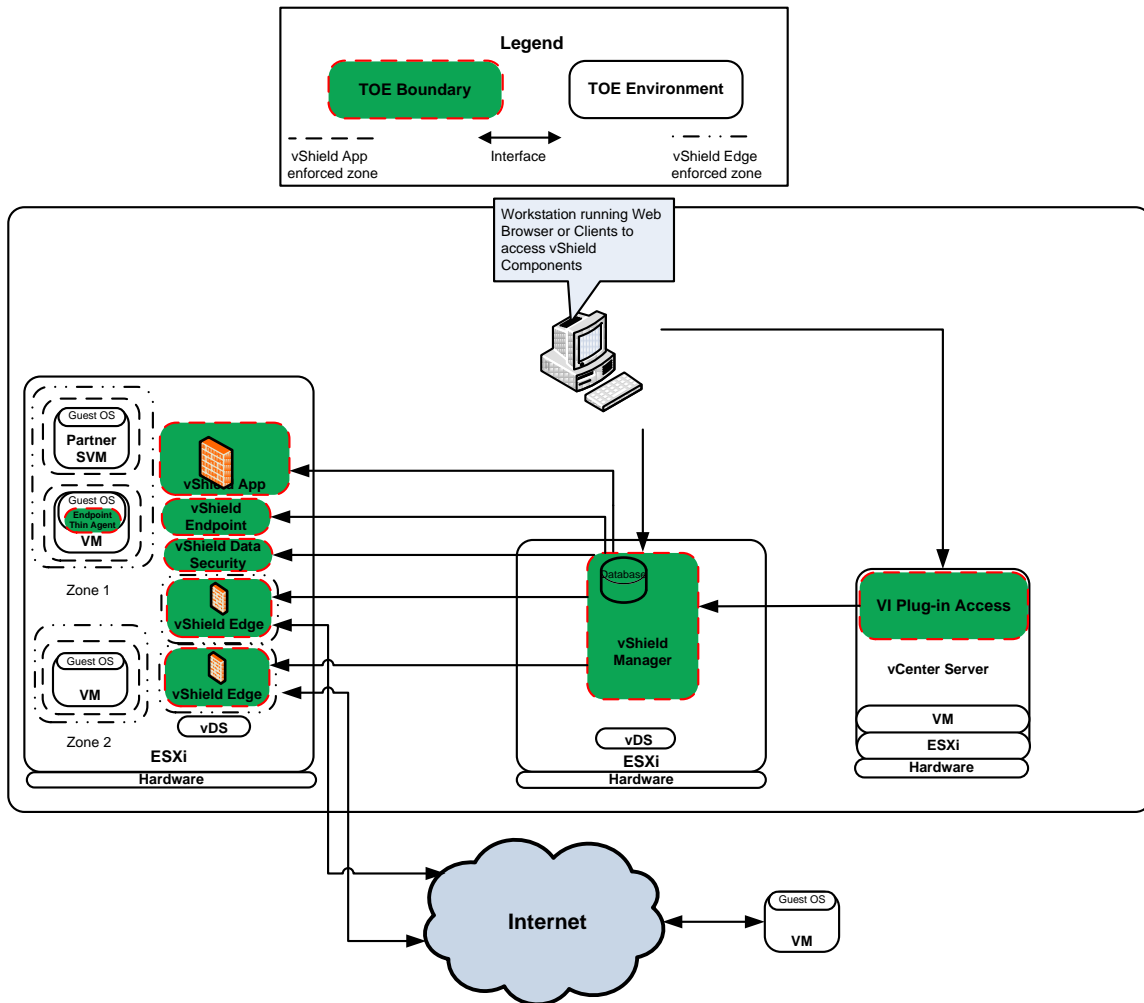 Legend
TOE Boundary
TOE Environment
vShield App
enforced zone
Interface
vShield Edge
enforced zone
Workstation running Web
Browser or Clients to
access vShield
Components
Guest OS
Partner
SVM
vShield App
Guest OS
Endpoint
Thin Agent
VM
vShield
Endpoint
vShield Data
Security
Zone 1
vShield Edge
Guest OS
VM
vShield Edge
Zone 2
vDS
ESXi
Hardware
Database
vShield
Manager
vDS
ESXi
Hardware
VI Plug-in Access
vCenter Server
VM
ESXi
Hardware
Internet
Guest OS
VM